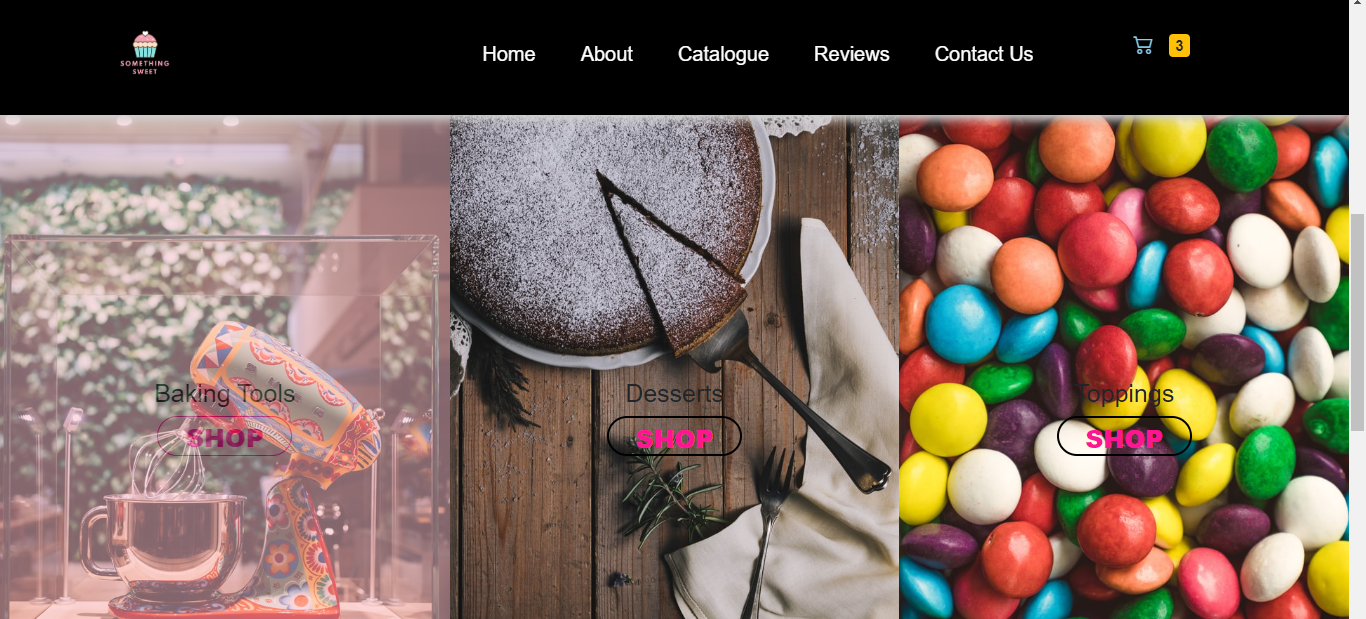 SOMETHING
SWEET
Home About Catalogue Reviews Contact Us 3
Baking Tools Desserts Toppings
SHOP SHOP SHOP